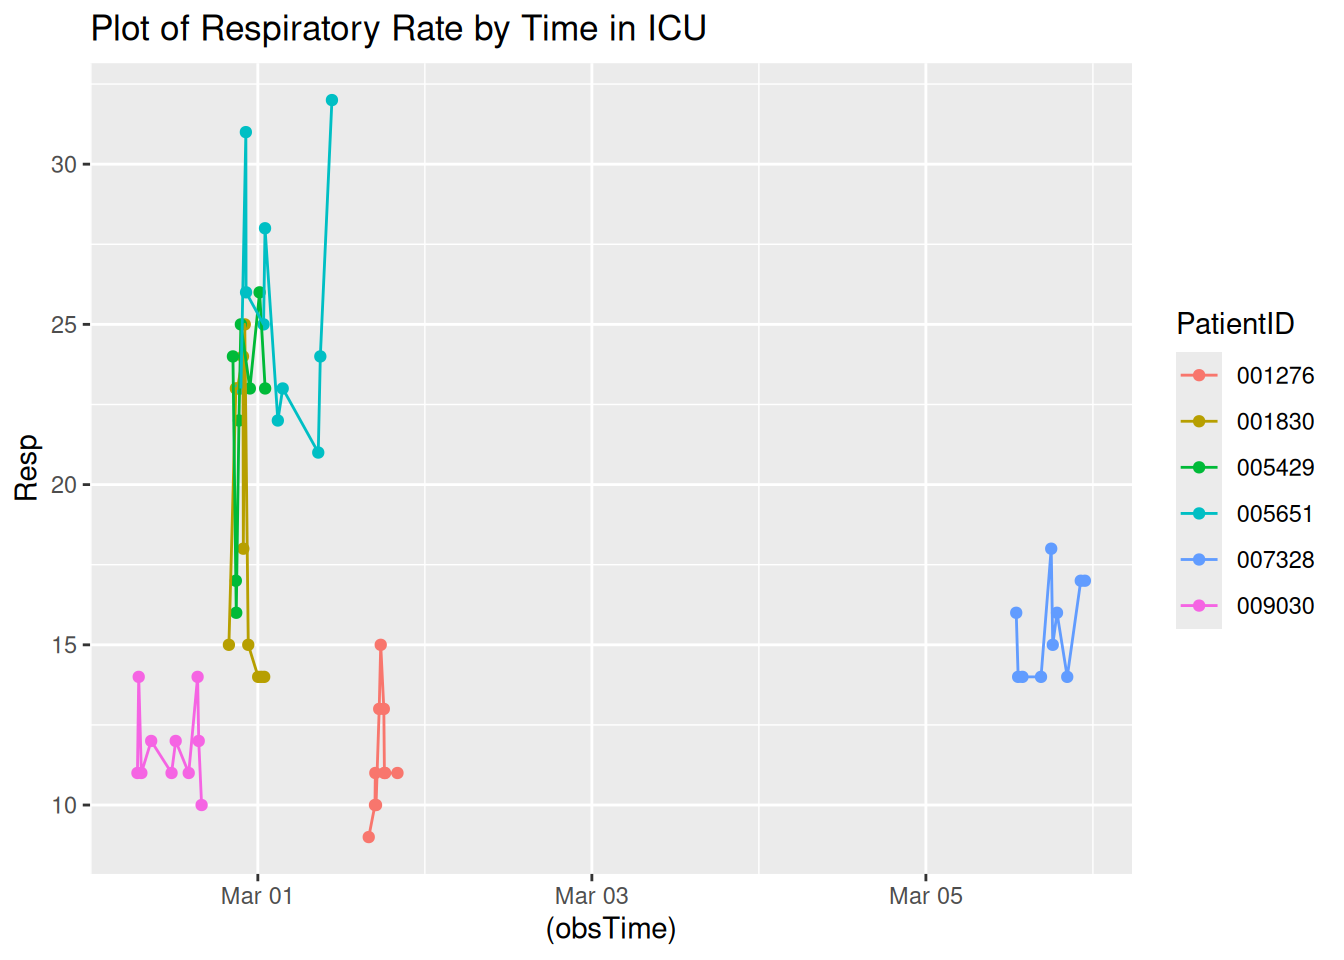 Plot of Respiratory Rate by Time in ICU
30
25
20
15
10
Resp
Mar 01
Mar 03
Mar 05
(obsTime)
PatientID
001276
001830
005429
005651
007328
009030